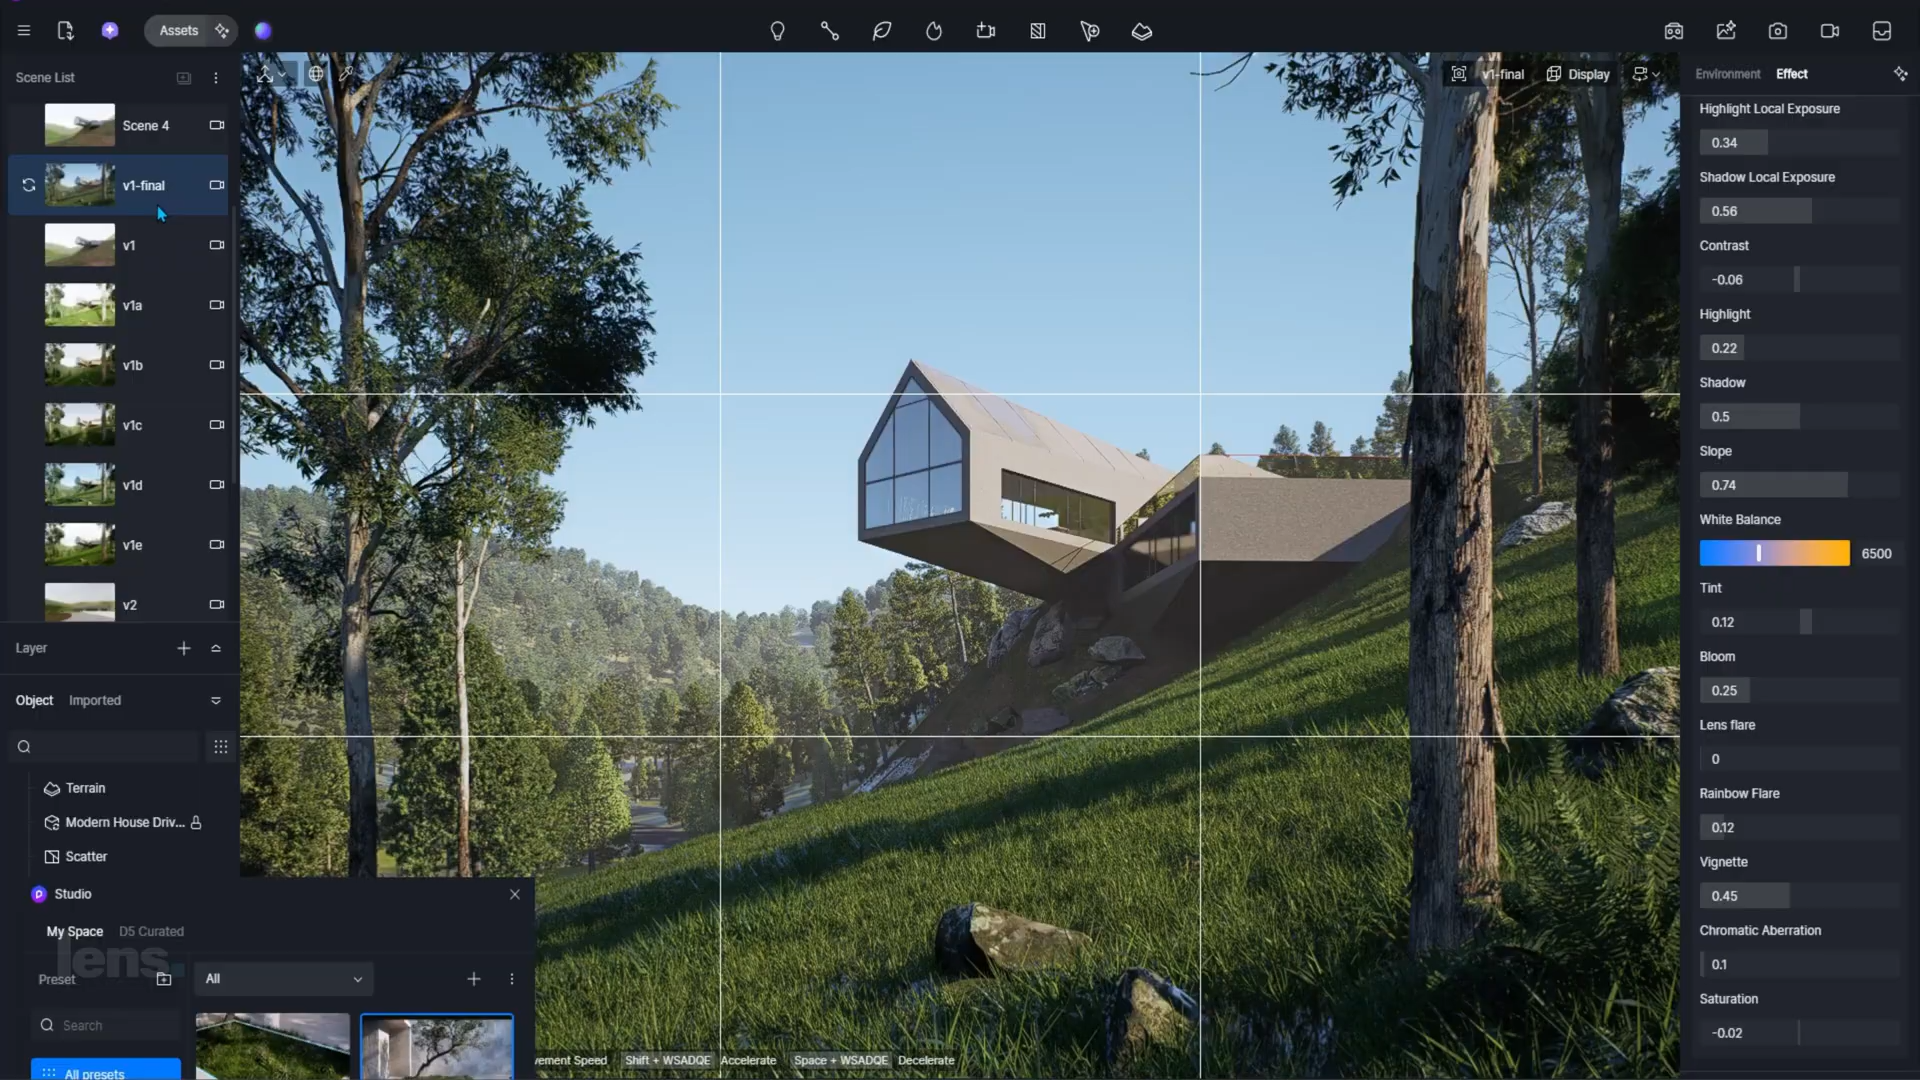 Assets
Scene List
Scene 4
v1-final
v1
v1a
v1b
v1c
v1d
v1e
v2
Layer
Object Imported
Terrain
Modern House Driv...
Scatter
Studio
My Space D5 Curated
lens.
Preset
All
Search
All presets
v1-final Display
vement Speed Shift + WSADQE Accelerate Space + WSADQE Decelerate
Environment Effect
Highlight Local Exposure
0.34
Shadow Local Exposure
0.56
Contrast
-0.06
Highlight
0.22
Shadow
0.5
Slope
0.74
White Balance
6500
Tint
0.12
Bloom
0.25
Lens flare
0
Rainbow Flare
0.12
Vignette
0.45
Chromatic Aberration
0.1
Saturation
-0.02